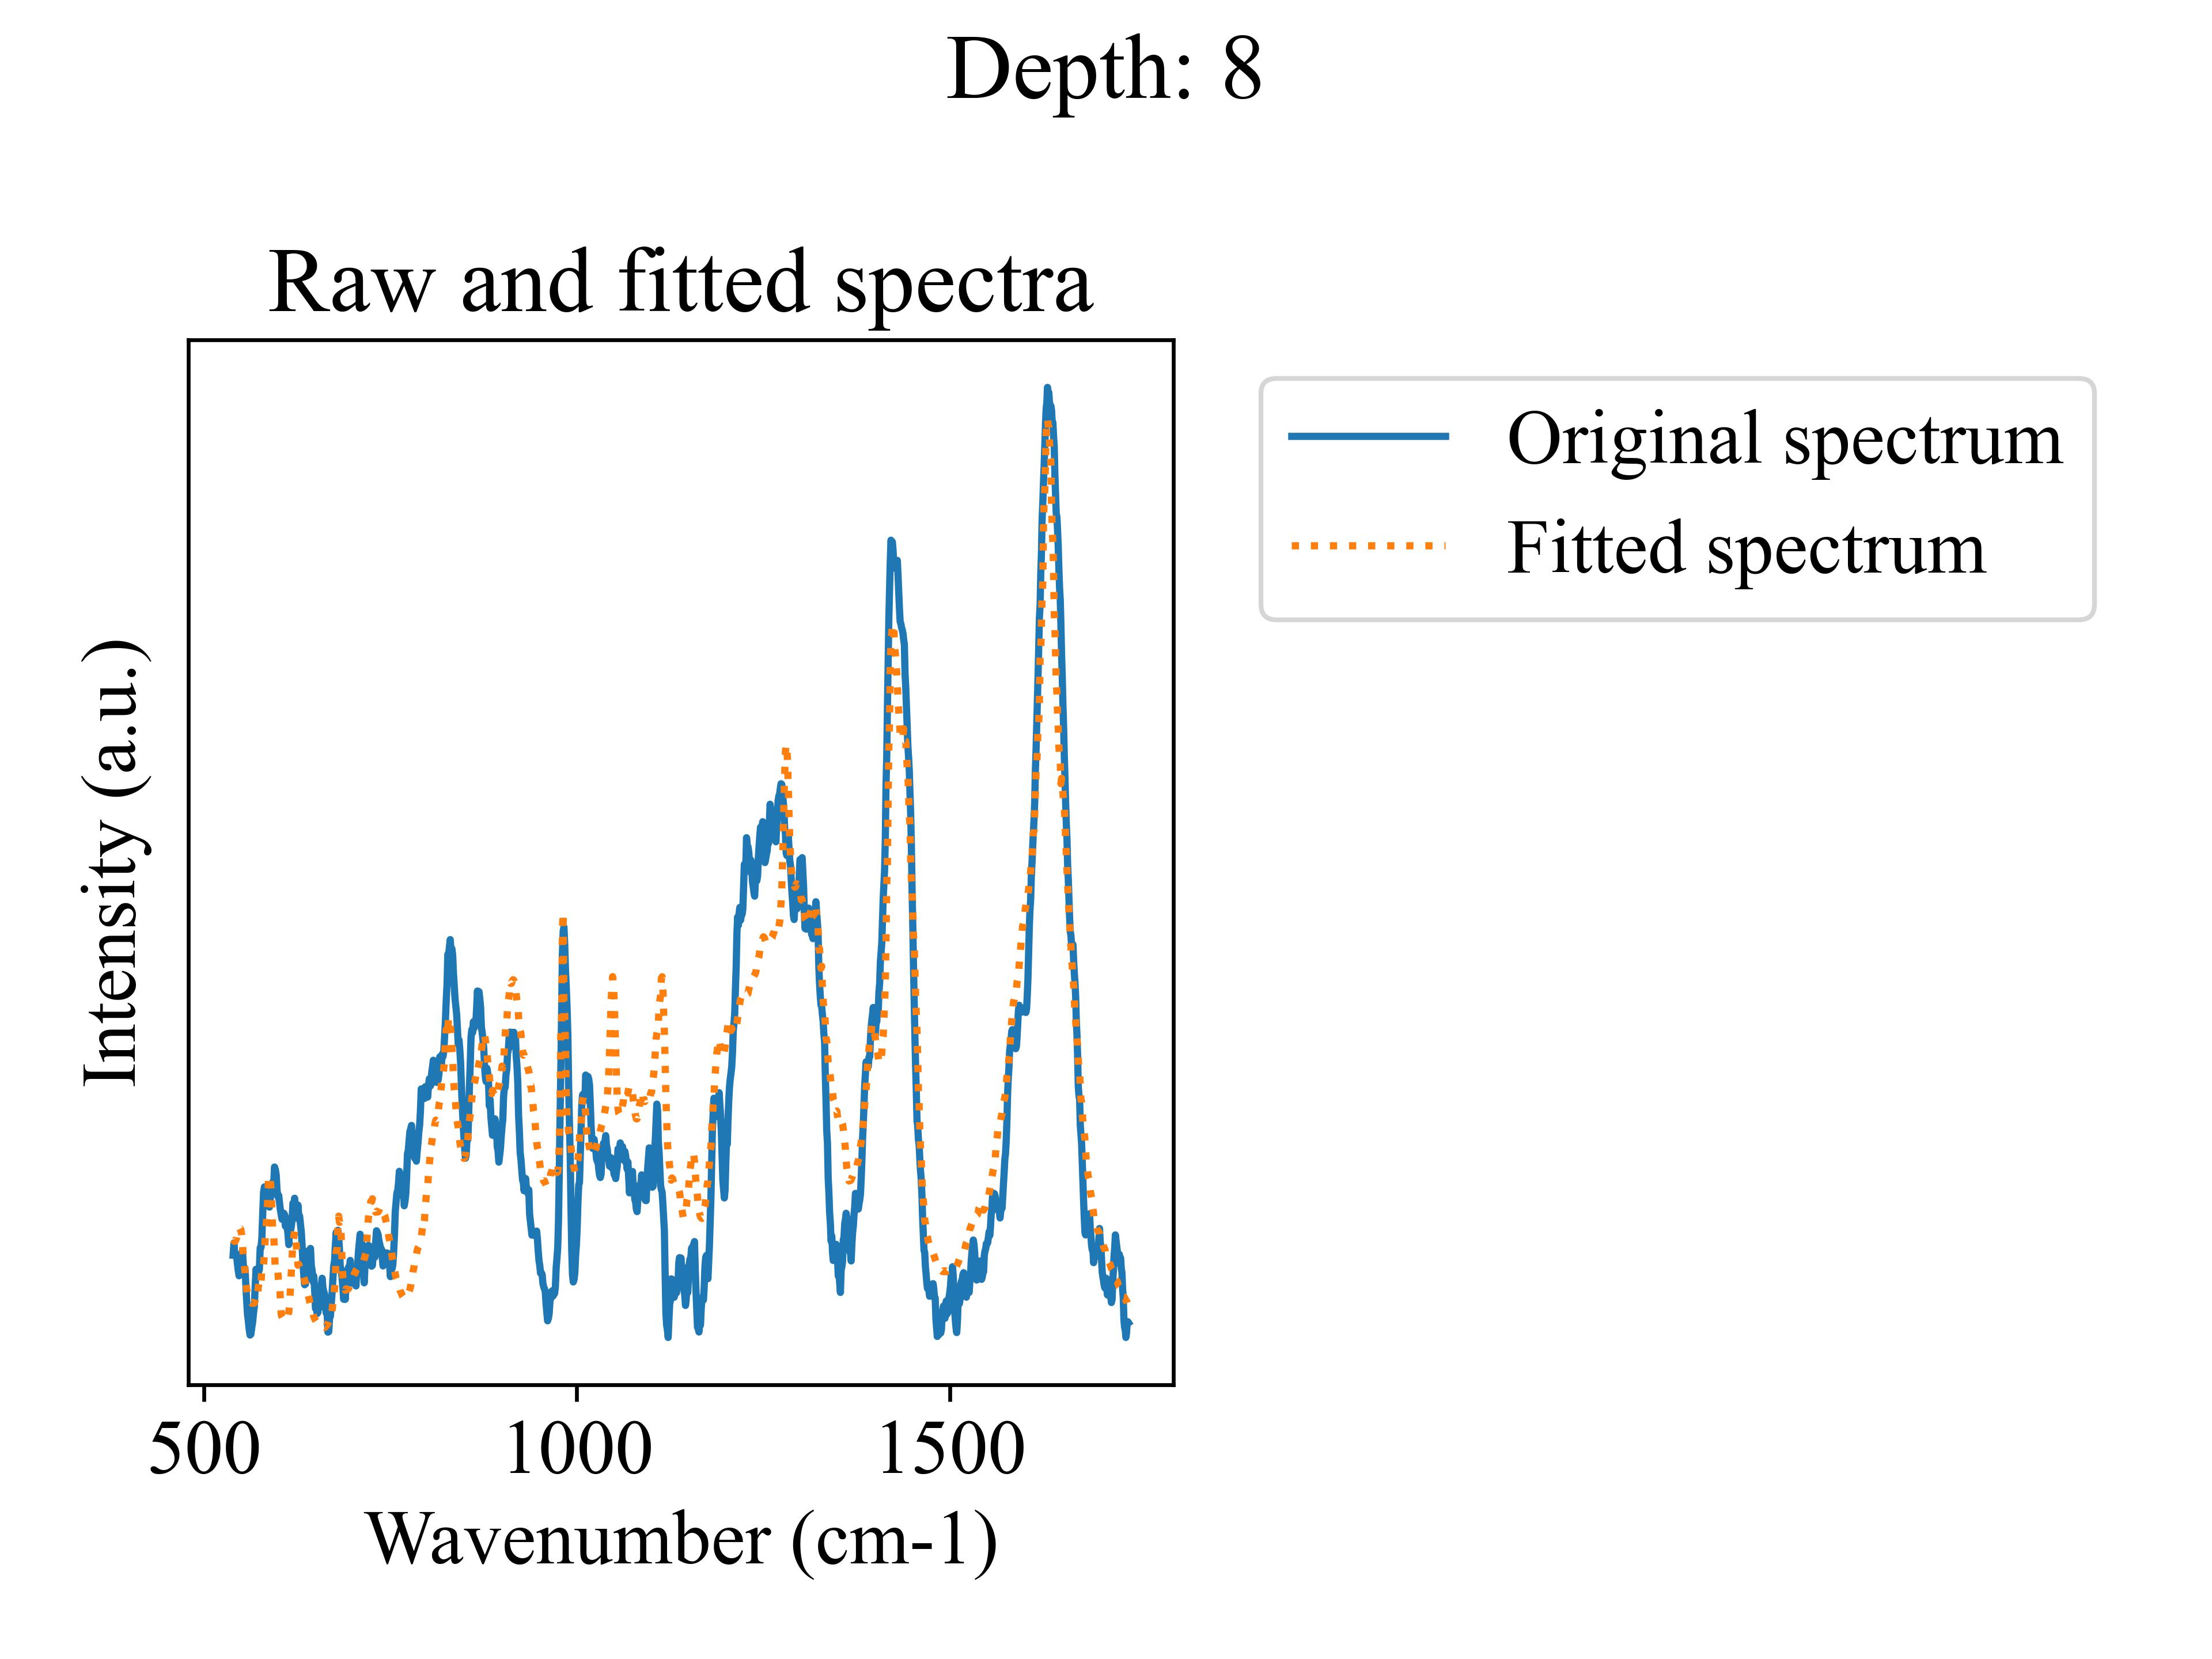 Depth: 8
Raw and fitted spectra
Original spectrum
Fitted spectrum
Intensity (a.u.)
500 1000 1500
Wavenumber (cm-1)